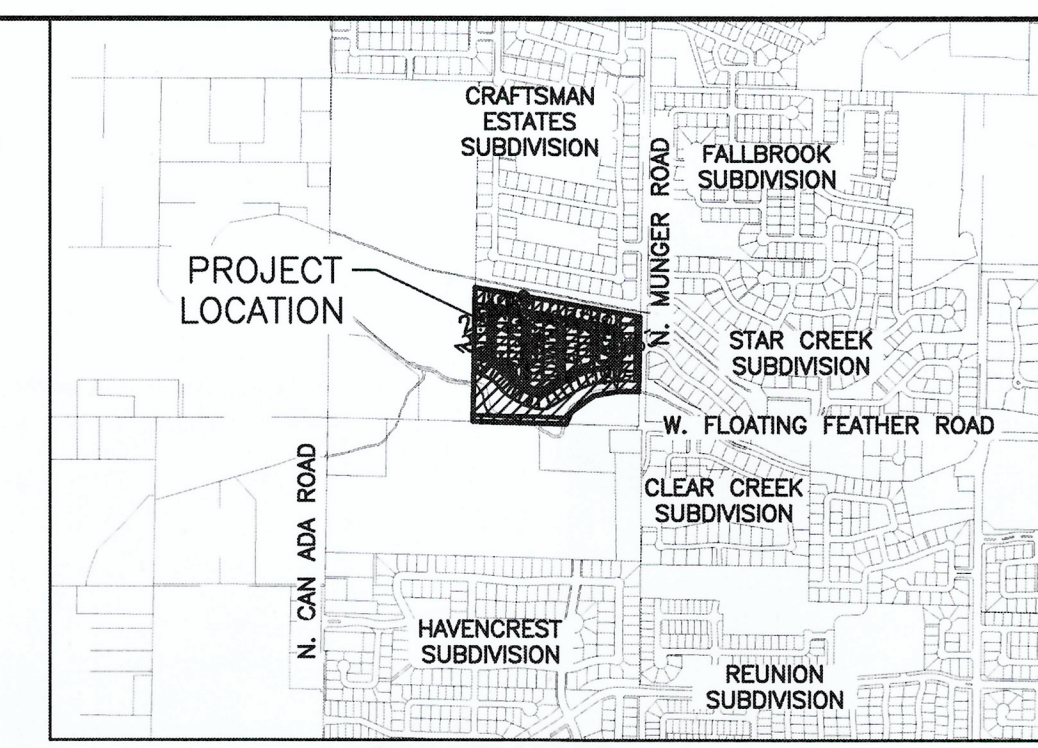 CRAFTSMAN
ESTATES
SUBDIVISION
FALLBROOK
SUBDIVISION
N. MUNGER ROAD
PROJECT
LOCATION
STAR CREEK
SUBDIVISION
W. FLOATING FEATHER ROAD
N. CAN ADA ROAD
CLEAR CREEK
SUBDIVISION
HAVENCREST
SUBDIVISION
REUNION
SUBDIVISION